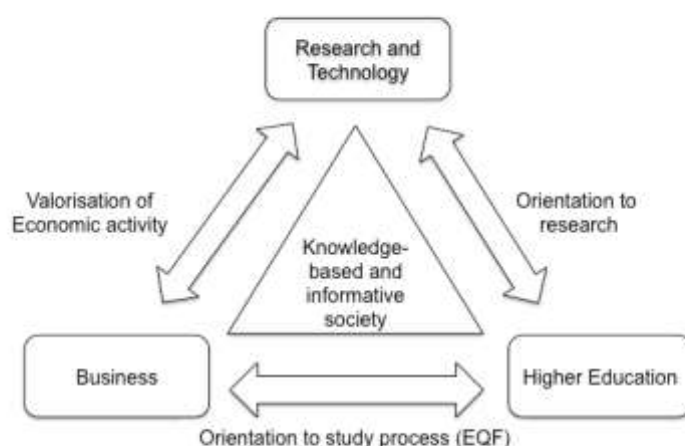 Research and
Technology
Valorisation of
Economic activity
Orientation to
research
Knowledge-
based and
informative
society
Business
Higher Education
Orientation to study process (EQF)